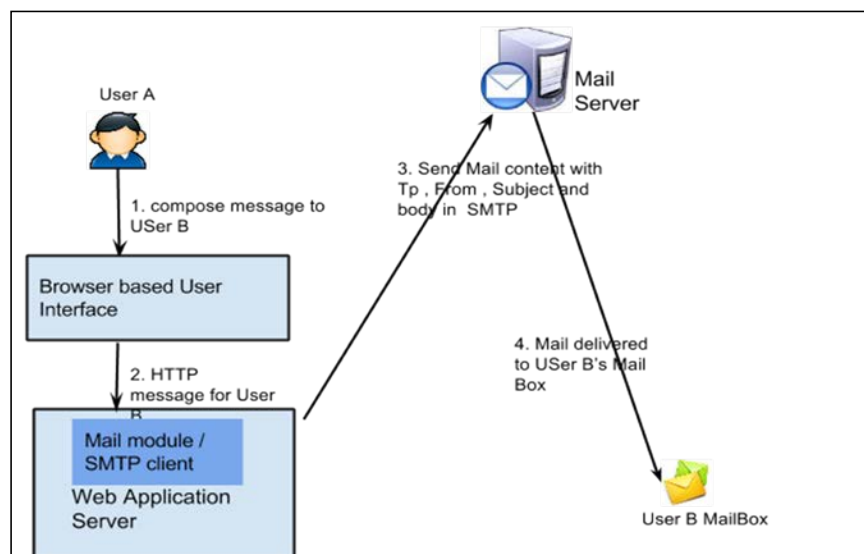 User A
Mail
Server
1. compose message to
USer B
3. Send Mail content with
Tp , From , Subject and
body in SMTP
Browser based User
Interface
2. HTTP
message for User
B
4. Mail delivered
to USer B's Mail
Box
Mail module /
SMTP client
Web Application
Server
User B MailBox